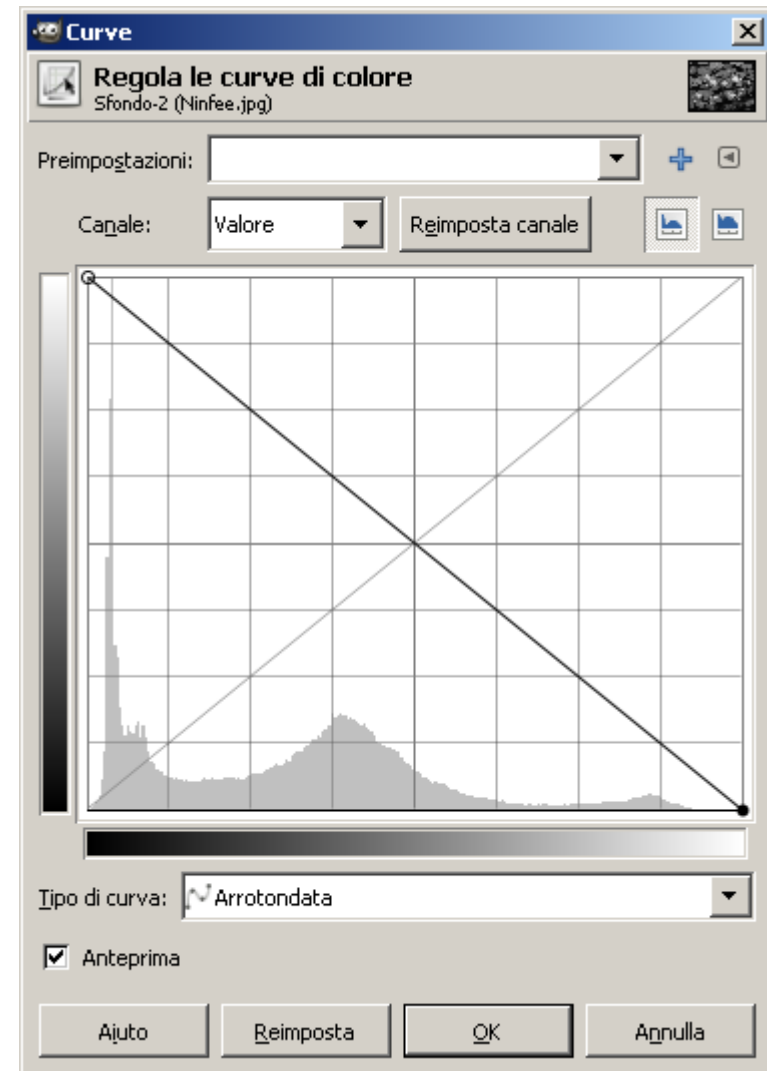 Curve
Regola le curve di colore
Sfondo-2 (Ninfee.jpg)
Preimpostazioni:
Canale: Valore Reimposta canale
Tipo di curva: Arrotondata
Anteprima
Aiuto Reimposta OK Annulla